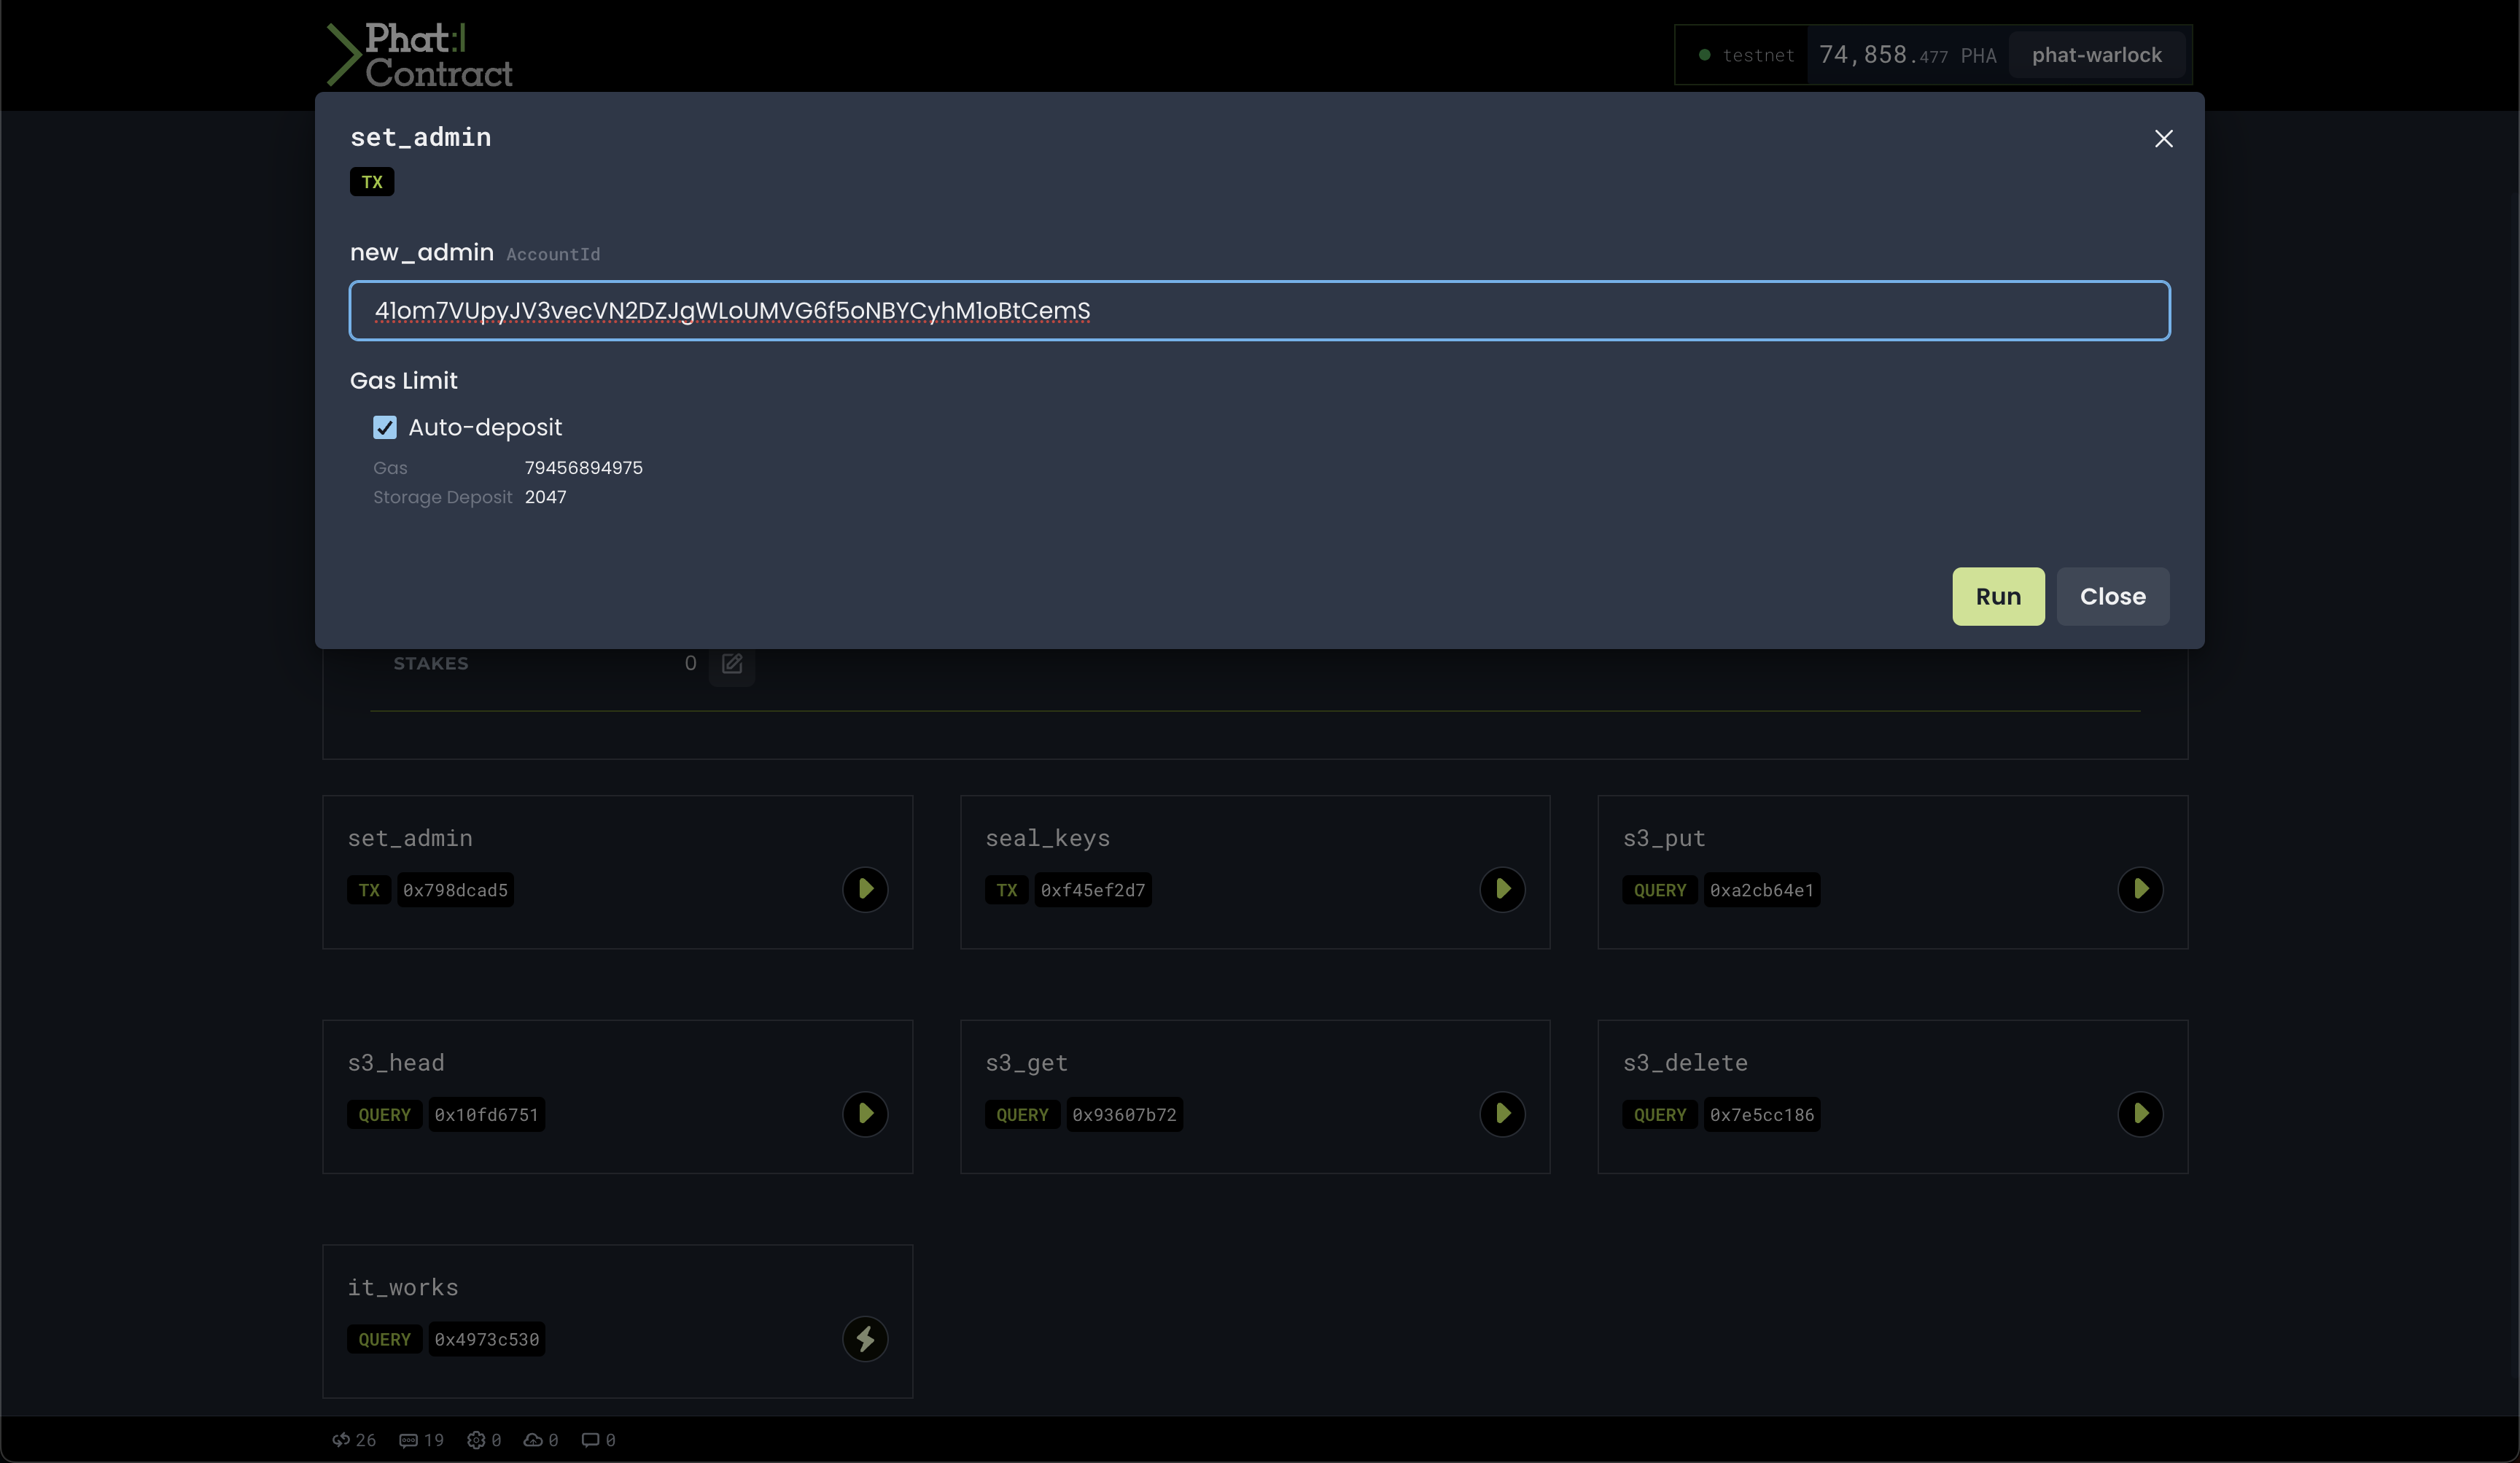 Phat:|
Contract
testnet 74,858.477 PHA phat-warlock
set_admin
TX
new_admin AccountId
41om7VUpyJV3vecVN2DZJgWLoUMVG6f5oNBYCyhM1oBtCemS
Gas Limit
Auto-deposit
Gas 79456894975
Storage Deposit 2047
Run Close
STAKES 0
set_admin
TX 0x798dcad5
seal_keys
TX 0xf45ef2d7
s3_put
QUERY 0xa2cb64e1
s3_head
QUERY 0x10fd6751
s3_get
QUERY 0x93607b72
s3_delete
QUERY 0x7e5cc186
it_works
QUERY 0x4973c530
26 19 0 0 0